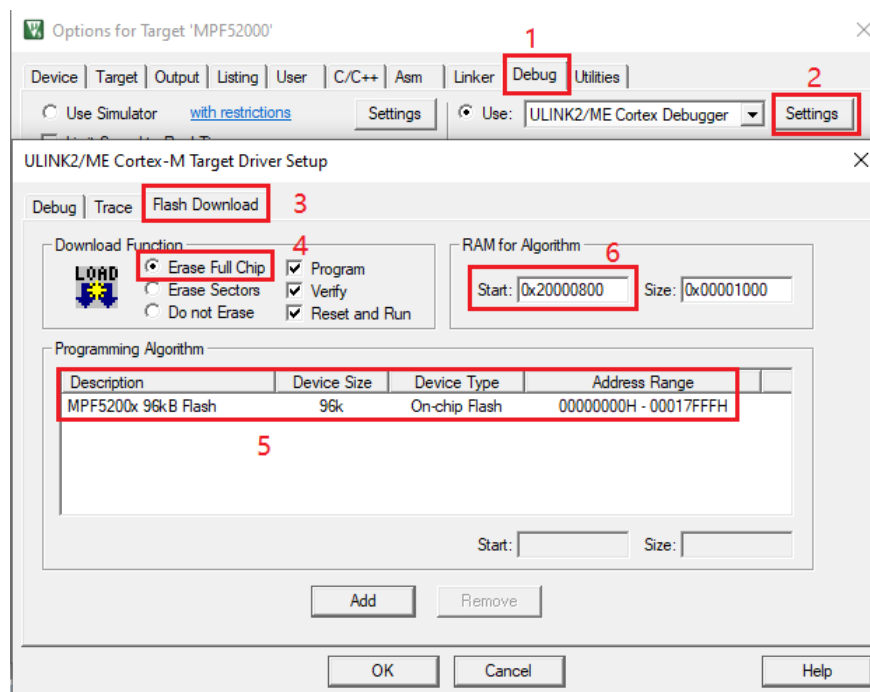 Options for Target 'MPF52000'
1
Device Target Output Listing User C/C++ Asm Linker Debug Utilities
2
Use Simulator with restrictions Settings Use: ULINK2/ME Cortex Debugger Settings
ULINK2/ME Cortex-M Target Driver Setup
Debug Trace Flash Download 3
Download Function 4 RAM for Algorithm 6
LOAD Erase Full Chip Program
Erase Sectors Verify Start: 0x20000800 Size: 0x00001000
Do not Erase Reset and Run
Programming Algorithm
Description Device Size Device Type Address Range
MPF5200x 96kB Flash 96k On-chip Flash 00000000H - 00017FFFH
5
Start: Size:
Add Remove
OK Cancel Help